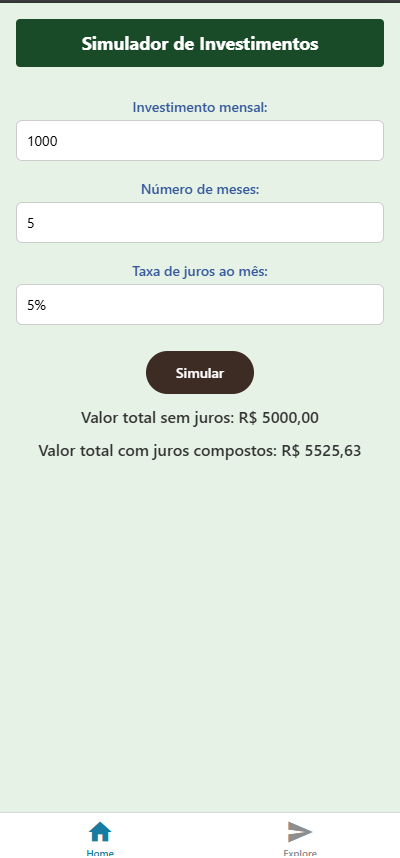 Simulador de Investimentos
Investimento mensal:
1000
Número de meses:
5
Taxa de juros ao mês:
5%
Simular
Valor total sem juros: R$ 5000,00
Valor total com juros compostos: R$ 5525,63
Home
Explore